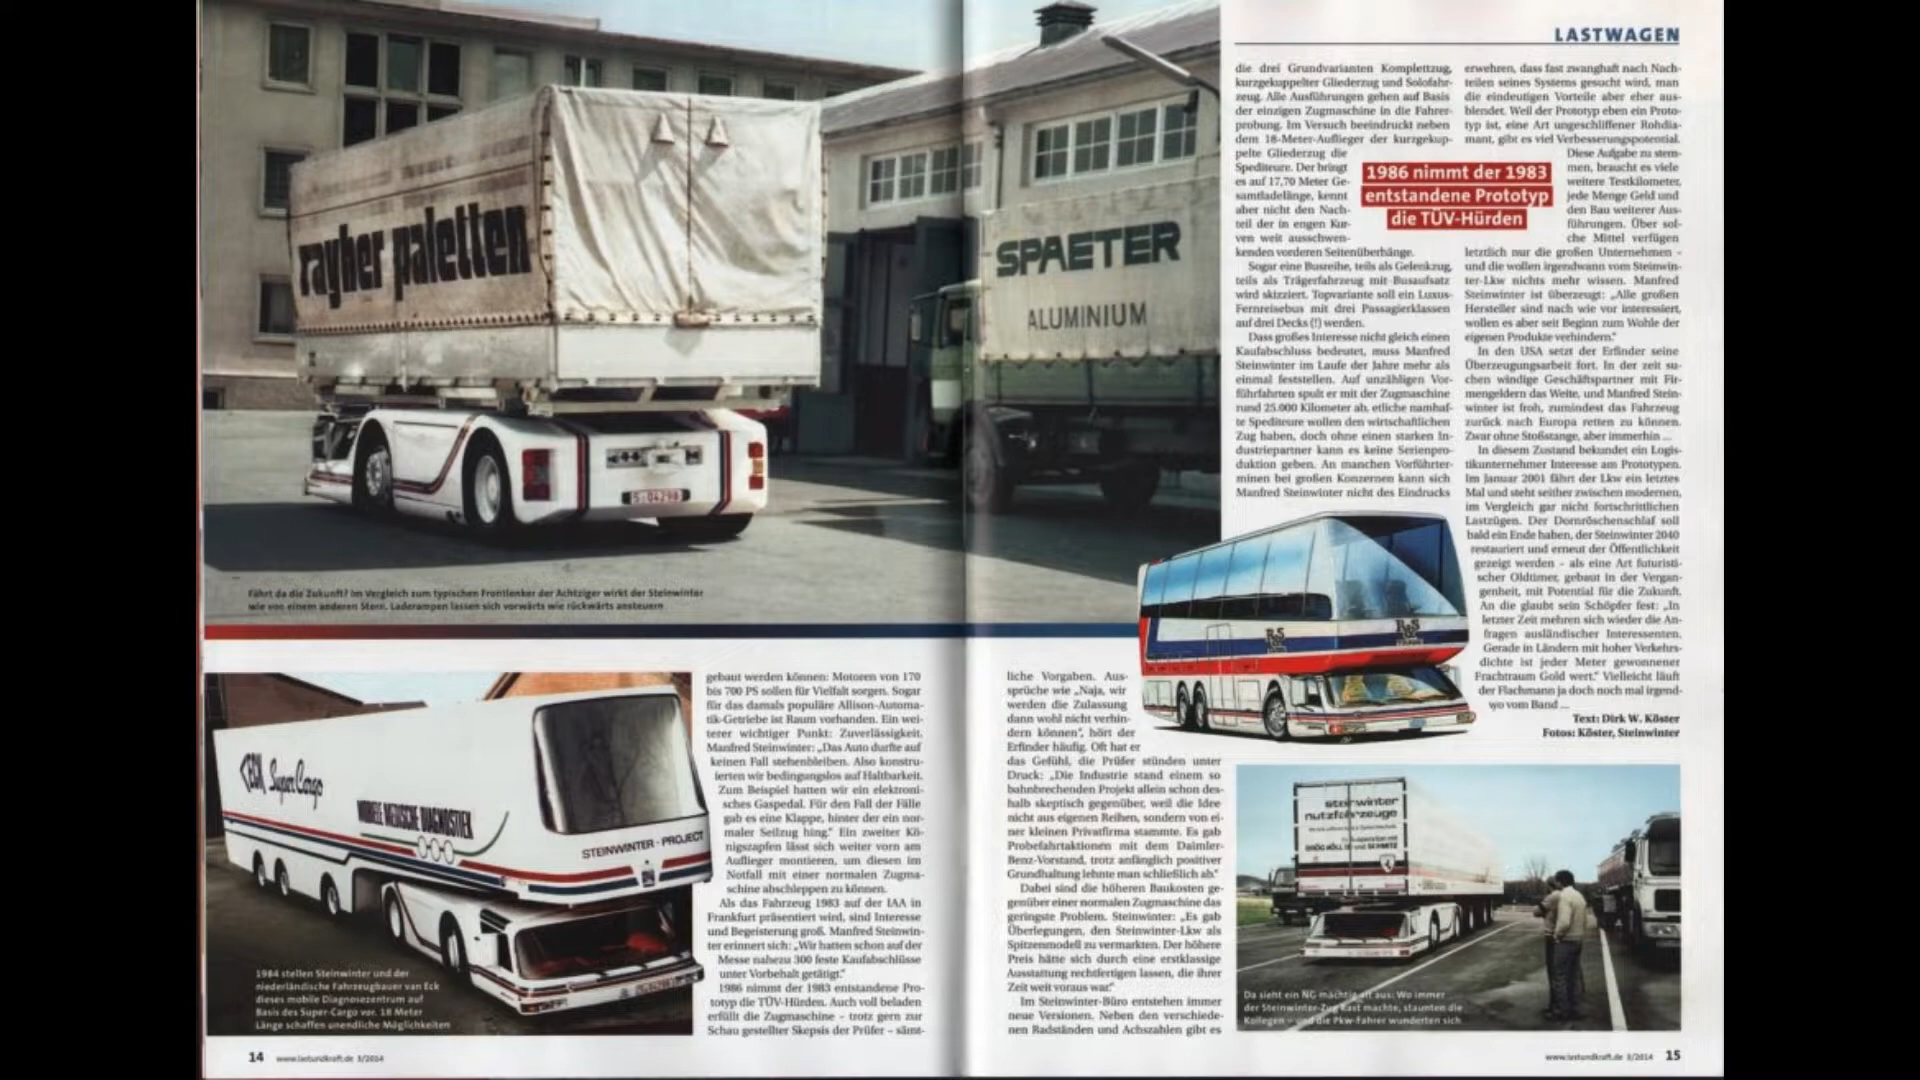 LASTWAGEN
rayher paletten
SPAETER
ALUMINIUM
S-04298
Fährt da die Zukunft? Im Vergleich zum typischen Frontlenker der Achtziger wirkt der Steinwinter
wie von einem anderen Stern. Laderampen lassen sich vorwärts wie rückwärts ansteuern
ECK Super Cargo
MOBIELE MEDISCHE DIAGNOSTIEK
STEINWINTER - PROJECT
1984 stellen Steinwinter und der
niederländische Fahrzeugbauer van Eck
dieses mobile Diagnosezentrum auf
Basis des Super-Cargo vor. 18 Meter
Länge schaffen unendliche Möglichkeiten
gebaut werden können: Motoren von 170
bis 700 PS sollen für Vielfalt sorgen. Sogar
für das damals populäre Allison-Automa-
tik-Getriebe ist Raum vorhanden. Ein wei-
terer wichtiger Punkt: Zuverlässigkeit.
Manfred Steinwinter: „Das Auto durfte auf
keinen Fall stehenbleiben. Also konstru-
ierten wir bedingungslos auf Haltbarkeit.
Zum Beispiel hatten wir ein elektroni-
sches Gaspedal. Für den Fall der Fälle
gab es eine Klappe, hinter der ein nor-
maler Seilzug hing.“ Ein zweiter Kö-
nigszapfen lässt sich weiter vorn am
Auflieger montieren, um diesen im
Notfall mit einer normalen Zugma-
schine abschleppen zu können.
Als das Fahrzeug 1983 auf der IAA in
Frankfurt präsentiert wird, sind Interesse
und Begeisterung groß. Manfred Steinwin-
ter erinnert sich: „Wir hatten schon auf der
Messe nahezu 300 feste Kaufabschlüsse
unter Vorbehalt getätigt.“
1986 nimmt der 1983 entstandene Pro-
totyp die TÜV-Hürden. Auch voll beladen
erfüllt die Zugmaschine – trotz gern zur
Schau gestellter Skepsis der Prüfer – sämt-
liche Vorgaben. Aus-
sprüche wie „Naja, wir
werden die Zulassung
dann wohl nicht verhin-
dern können“, hört der
Erfinder häufig. Oft hat er
das Gefühl, die Prüfer stünden unter
Druck: „Die Industrie stand einem so
bahnbrechenden Projekt allein schon des-
halb skeptisch gegenüber, weil die Idee
nicht aus eigenen Reihen, sondern von ei-
ner kleinen Privatfirma stammte. Es gab
Probefahrtaktionen mit dem Daimler-
Benz-Vorstand, trotz anfänglich positiver
Grundhaltung lehnte man schließlich ab.“
Dabei sind die höheren Baukosten ge-
genüber einer normalen Zugmaschine das
geringste Problem. Steinwinter: „Es gab
Überlegungen, den Steinwinter-Lkw als
Spitzenmodell zu vermarkten. Der höhere
Preis hätte sich durch eine erstklassige
Ausstattung rechtfertigen lassen, die ihrer
Zeit weit voraus war.“
Im Steinwinter-Büro entstehen immer
neue Versionen. Neben den verschiede-
nen Radständen und Achszahlen gibt es
die drei Grundvarianten Komplettzug,
kurzgekuppelter Gliederzug und Solofahr-
zeug. Alle Ausführungen gehen auf Basis
der einzigen Zugmaschine in die Fahrer-
probung. Im Versuch beeindruckt neben
dem 18-Meter-Auflieger der kurzgekup-
pelte Gliederzug die
Spediteure. Der bringt
es auf 17,70 Meter Ge-
samtladelänge, kennt
aber nicht den Nach-
teil der in engen Kur-
ven weit ausschwen-
kenden vorderen Seitenüberhänge.
Sogar eine Busreihe, teils als Gelenkzug,
teils als Trägerfahrzeug mit Busaufsatz
wird skizziert. Topvariante soll ein Luxus-
Fernreisebus mit drei Passagierklassen
auf drei Decks (!) werden.
Dass großes Interesse nicht gleich einen
Kaufabschluss bedeutet, muss Manfred
Steinwinter im Laufe der Jahre mehr als
einmal feststellen. Auf unzähligen Vor-
führfahrten spult er mit der Zugmaschine
rund 25.000 Kilometer ab, etliche namhaf-
te Spediteure wollen den wirtschaftlichen
Zug haben, doch ohne einen starken In-
dustriepartner kann es keine Serienpro-
duktion geben. An manchen Vorführter-
minen bei großen Konzernen kann sich
Manfred Steinwinter nicht des Eindrucks
1986 nimmt der 1983
entstandene Prototyp
die TÜV-Hürden
erwehren, dass fast zwanghaft nach Nach-
teilen seines Systems gesucht wird, man
die eindeutigen Vorteile aber eher aus-
blendet. Weil der Prototyp eben ein Proto-
typ ist, eine Art ungeschliffener Rohdia-
mant, gibt es viel Verbesserungspotential.
Diese Aufgabe zu stem-
men, braucht es viele
weitere Testkilometer,
jede Menge Geld und
den Bau weiterer Aus-
führungen. Über sol-
che Mittel verfügen
letztlich nur die großen Unternehmen –
und die wollen irgendwann vom Steinwin-
ter-Lkw nichts mehr wissen. Manfred
Steinwinter ist überzeugt: „Alle großen
Hersteller sind nach wie vor interessiert,
wollen es aber seit Beginn zum Wohle der
eigenen Produkte verhindern.“
In den USA setzt der Erfinder seine
Überzeugungsarbeit fort. In der zeit su-
chen windige Geschäftspartner mit Fir-
mengeldern das Weite, und Manfred Stein-
winter ist froh, zumindest das Fahrzeug
zurück nach Europa retten zu können.
Zwar ohne Stoßstange, aber immerhin ...
In diesem Zustand bekundet ein Logis-
tikunternehmer Interesse am Prototypen.
Im Januar 2001 fährt der Lkw ein letztes
Mal und steht seither zwischen modernen,
im Vergleich gar nicht fortschrittlichen
Lastzügen. Der Dornröschenschlaf soll
bald ein Ende haben, der Steinwinter 2040
restauriert und erneut der Öffentlichkeit
gezeigt werden – als eine Art futuristi-
scher Oldtimer, gebaut in der Vergan-
genheit, mit Potential für die Zukunft.
An die glaubt sein Schöpfer fest: „In
letzter Zeit mehren sich wieder die An-
fragen ausländischer Interessenten.
Gerade in Ländern mit hoher Verkehrs-
dichte ist jeder Meter gewonnener
Frachtraum Gold wert.“ Vielleicht läuft
der Flachmann ja doch noch mal irgend-
wo vom Band ...
Text: Dirk W. Köster
Fotos: Köster, Steinwinter
R&S
R&S
steinwinter
nutzfahrzeuge
Da sieht ein NG mächtig alt aus: Wo immer
der Steinwinter-Zug Rast machte, staunten die
Kollegen – und die Pkw-Fahrer wunderten sich
14 www.lastundkraft.de 3/2014
www.lastundkraft.de 3/2014 15